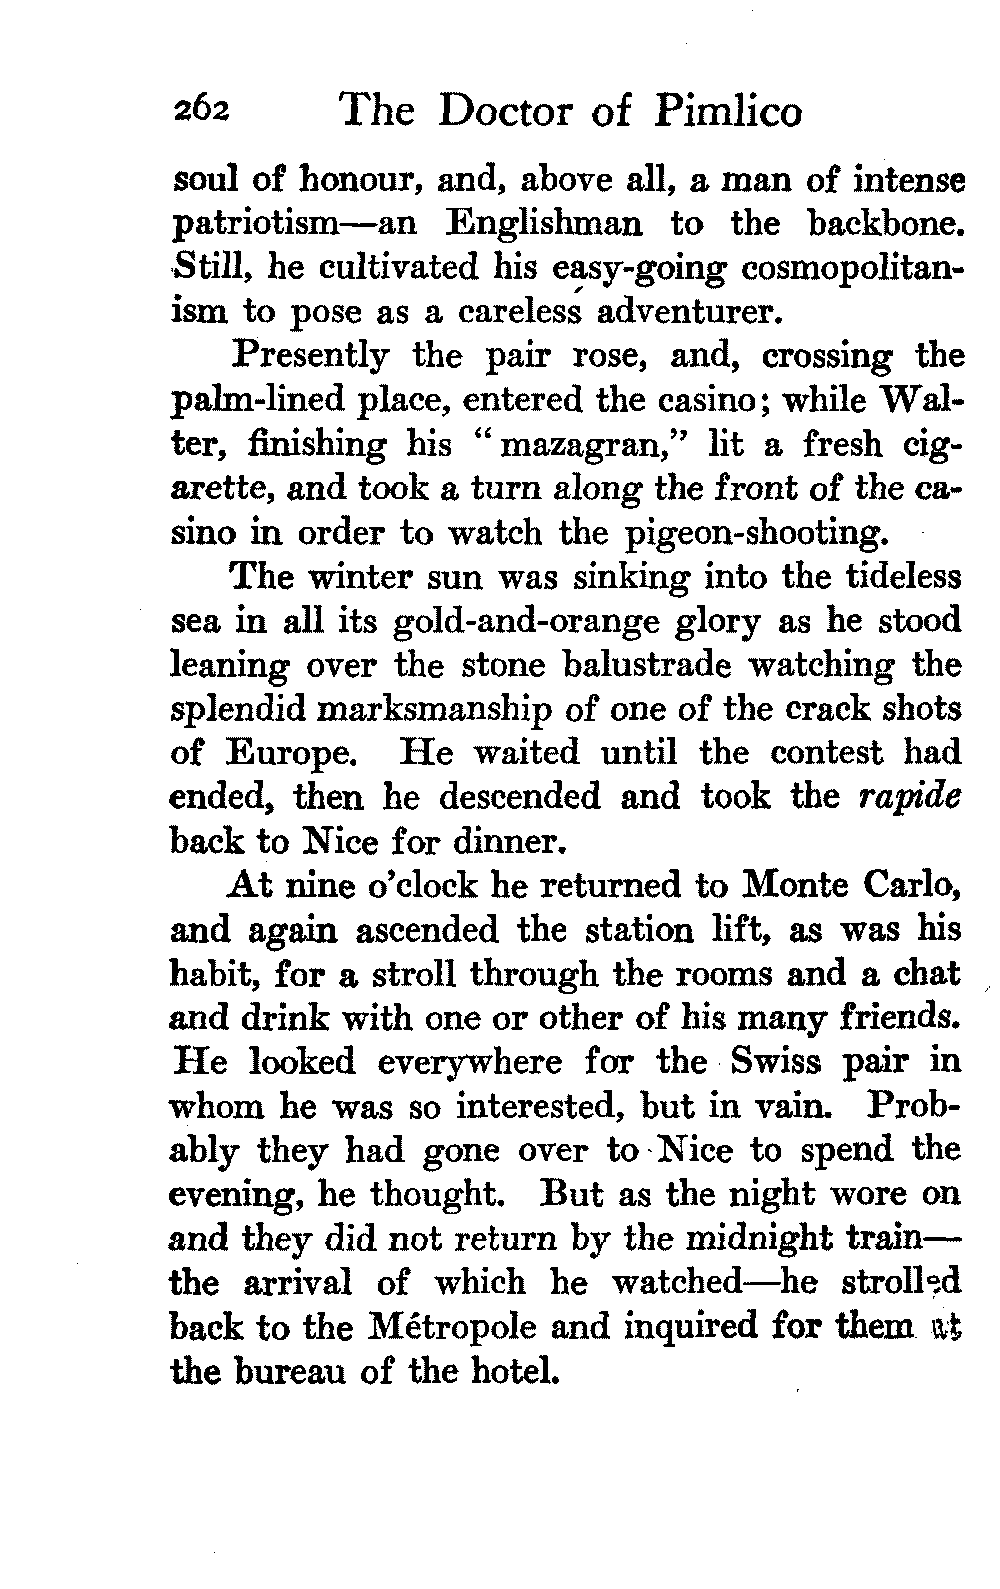 262 The Doctor of Pimlico
soul of honour, and, above all, a man of intense
patriotism—an Englishman to the backbone.
Still, he cultivated his easy-going cosmopolitan-
ism to pose as a careless adventurer.
Presently the pair rose, and, crossing the
palm-lined place, entered the casino; while Wal-
ter, finishing his “mazagran,” lit a fresh cig-
arette, and took a turn along the front of the ca-
sino in order to watch the pigeon-shooting.
The winter sun was sinking into the tideless
sea in all its gold-and-orange glory as he stood
leaning over the stone balustrade watching the
splendid marksmanship of one of the crack shots
of Europe. He waited until the contest had
ended, then he descended and took the rapide
back to Nice for dinner.
At nine o’clock he returned to Monte Carlo,
and again ascended the station lift, as was his
habit, for a stroll through the rooms and a chat
and drink with one or other of his many friends.
He looked everywhere for the Swiss pair in
whom he was so interested, but in vain. Prob-
ably they had gone over to Nice to spend the
evening, he thought. But as the night wore on
and they did not return by the midnight train—
the arrival of which he watched—he strolled
back to the Métropole and inquired for them at
the bureau of the hotel.